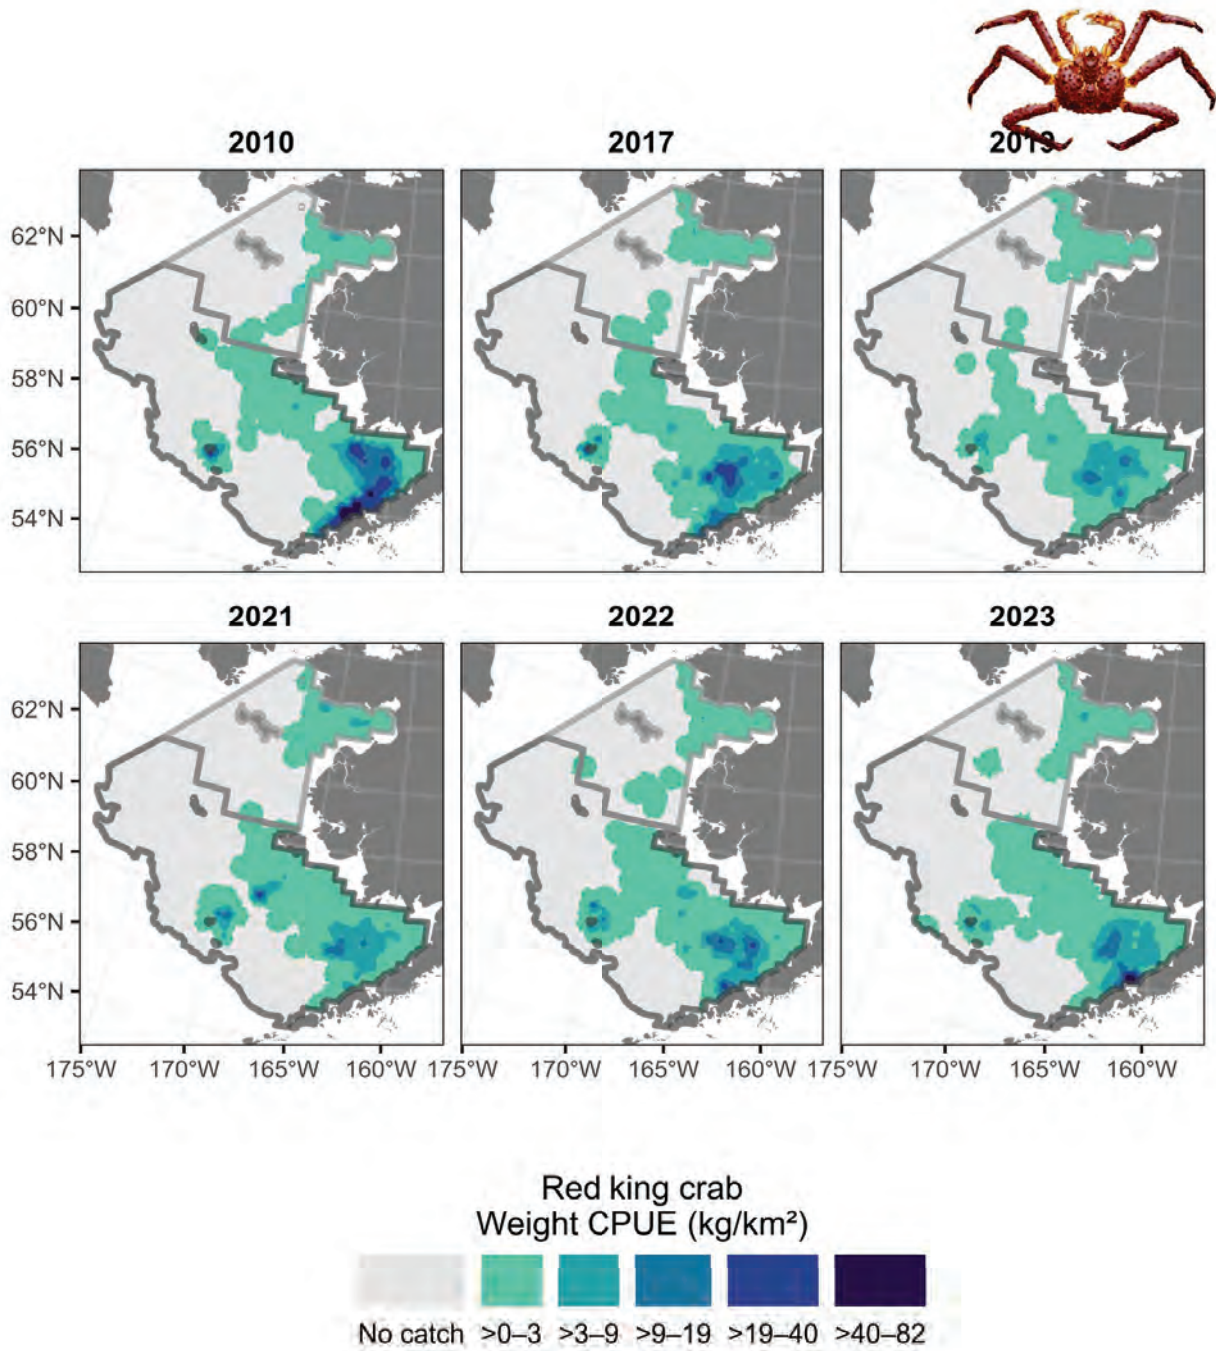 2010 2017 2019
62°N
60°N
58°N
56°N
54°N
2021 2022 2023
62°N
60°N
58°N
56°N
54°N
175°W 170°W 165°W 160°W 175°W 170°W 165°W 160°W 175°W 170°W 165°W 160°W
Red king crab
Weight CPUE (kg/km²)
No catch >0–3 >3–9 >9–19 >19–40 >40–82